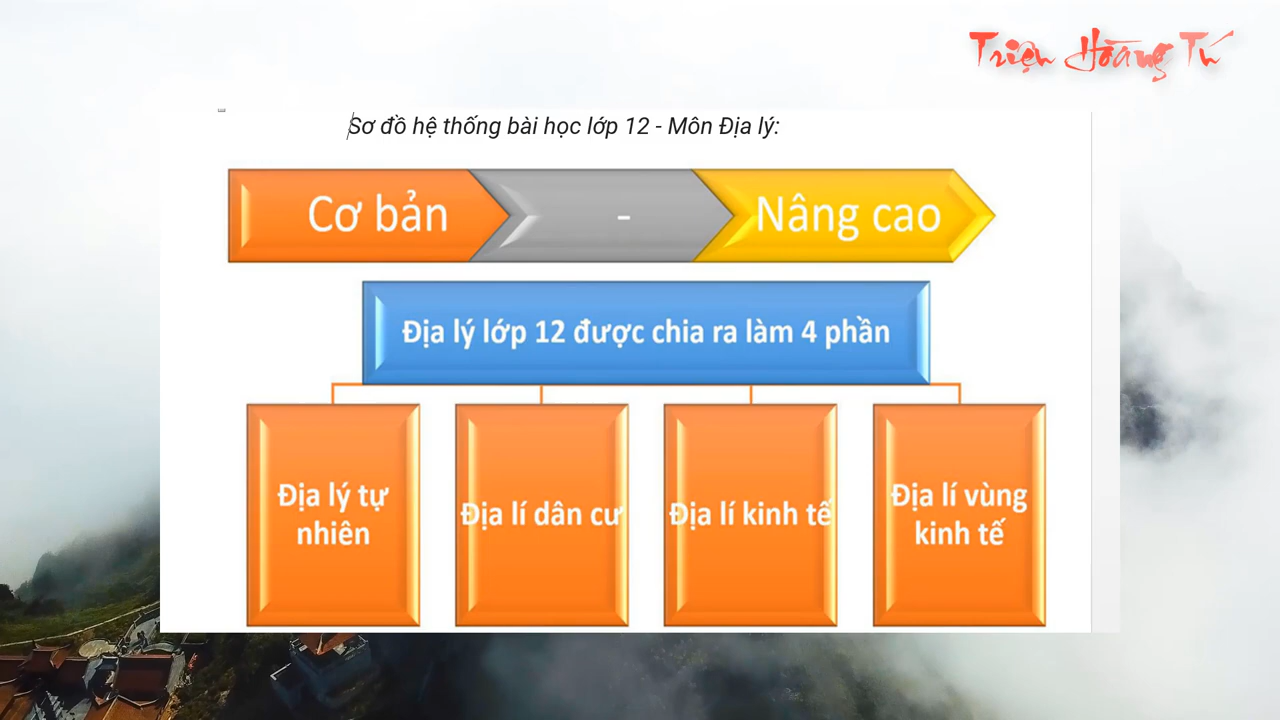 Triệu Hoàng Tú
Sơ đồ hệ thống bài học lớp 12 - Môn Địa lý:
Cơ bản
-
Nâng cao
Địa lý lớp 12 được chia ra làm 4 phần
Địa lý tự
nhiên
Địa lí dân cư
Địa lí kinh tế
Địa lí vùng
kinh tế